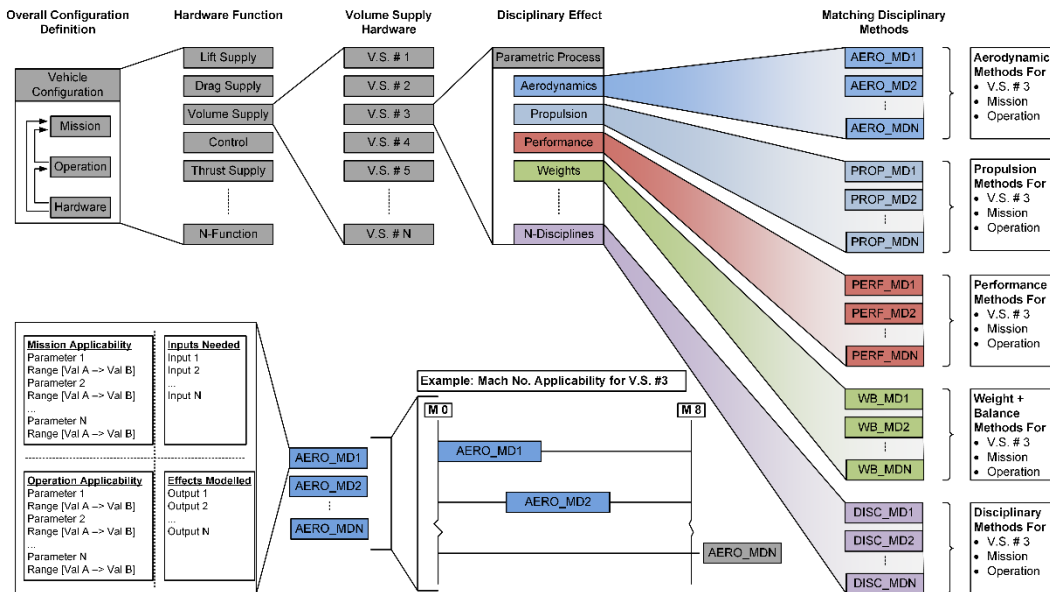 Overall Configuration
Definition
Hardware Function
Volume Supply
Hardware
Disciplinary Effect
Matching Disciplinary
Methods
Vehicle
Configuration
Mission
Operation
Hardware
Lift Supply
Drag Supply
Volume Supply
Control
Thrust Supply
N-Function
V.S. # 1
V.S. # 2
V.S. # 3
V.S. # 4
V.S. # 5
V.S. # N
Parametric Process
Aerodynamics
Propulsion
Performance
Weights
N-Disciplines
AERO_MD1
AERO_MD2
AERO_MDN
Aerodynamic
Methods For
• V.S. # 3
• Mission
• Operation
PROP_MD1
PROP_MD2
PROP_MDN
Propulsion
Methods For
• V.S. # 3
• Mission
• Operation
PERF_MD1
PERF_MD2
PERF_MDN
Performance
Methods For
• V.S. # 3
• Mission
• Operation
WB_MD1
WB_MD2
WB_MDN
Weight +
Balance
Methods For
• V.S. # 3
• Mission
• Operation
DISC_MD1
DISC_MD2
DISC_MDN
Disciplinary
Methods For
• V.S. # 3
• Mission
• Operation
Mission Applicability
Parameter 1
Range [Val A –> Val B]
Parameter 2
Range [Val A –> Val B]
...
Parameter N
Range [Val A –> Val B]
Inputs Needed
Input 1
Input 2
...
Input N
Operation Applicability
Parameter 1
Range [Val A –> Val B]
Parameter 2
Range [Val A –> Val B]
...
Parameter N
Range [Val A –> Val B]
Effects Modelled
Output 1
Output 2
...
Output N
AERO_MD1
AERO_MD2
AERO_MDN
Example: Mach No. Applicability for V.S. #3
M 0
M 8
AERO_MD1
AERO_MD2
AERO_MDN